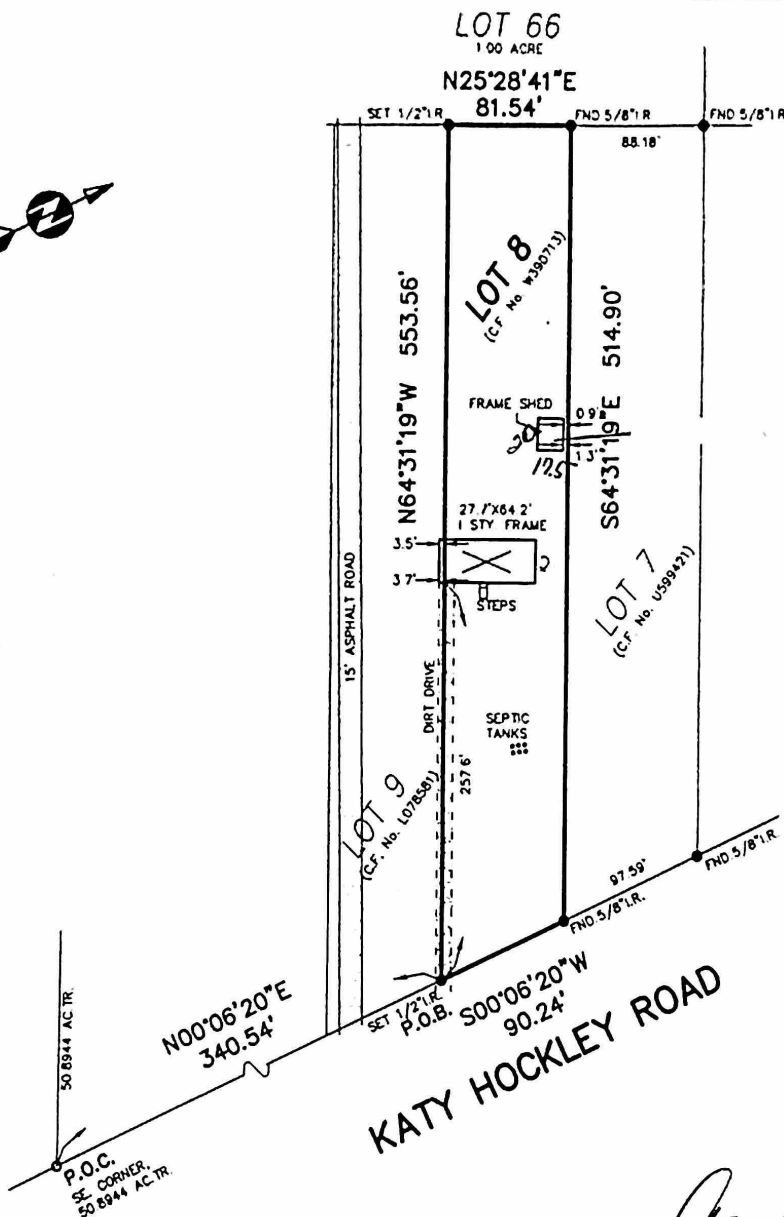 LOT 66
1.00 ACRE
N25°28'41"E
81.54'
SET 1/2"I.R
FND 5/8"I.R
FND 5/8"I.R
88.18'
LOT 8
(C.F. No. W390713)
N64°31'19"W 553.56'
S64°31'19"E 514.90'
FRAME SHED
0.9'
20
1.3'
17.5
27.7'X64.2'
1 STY FRAME
3.5'
3.7'
STEPS
LOT 7
(C.F. No. U599421)
15' ASPHALT ROAD
DIRT DRIVE
257.6'
SEPTIC
TANKS
LOT 9
(C.F. No. L078581)
97.59'
FND.5/8"I.R.
FND.5/8"I.R.
SET 1/2"I.R.
P.O.B.
S00°06'20"W
90.24'
N00°06'20"E
340.54'
50.8944 AC.TR.
KATY HOCKLEY ROAD
P.O.C.
SE. CORNER,
50.8944 AC.TR.